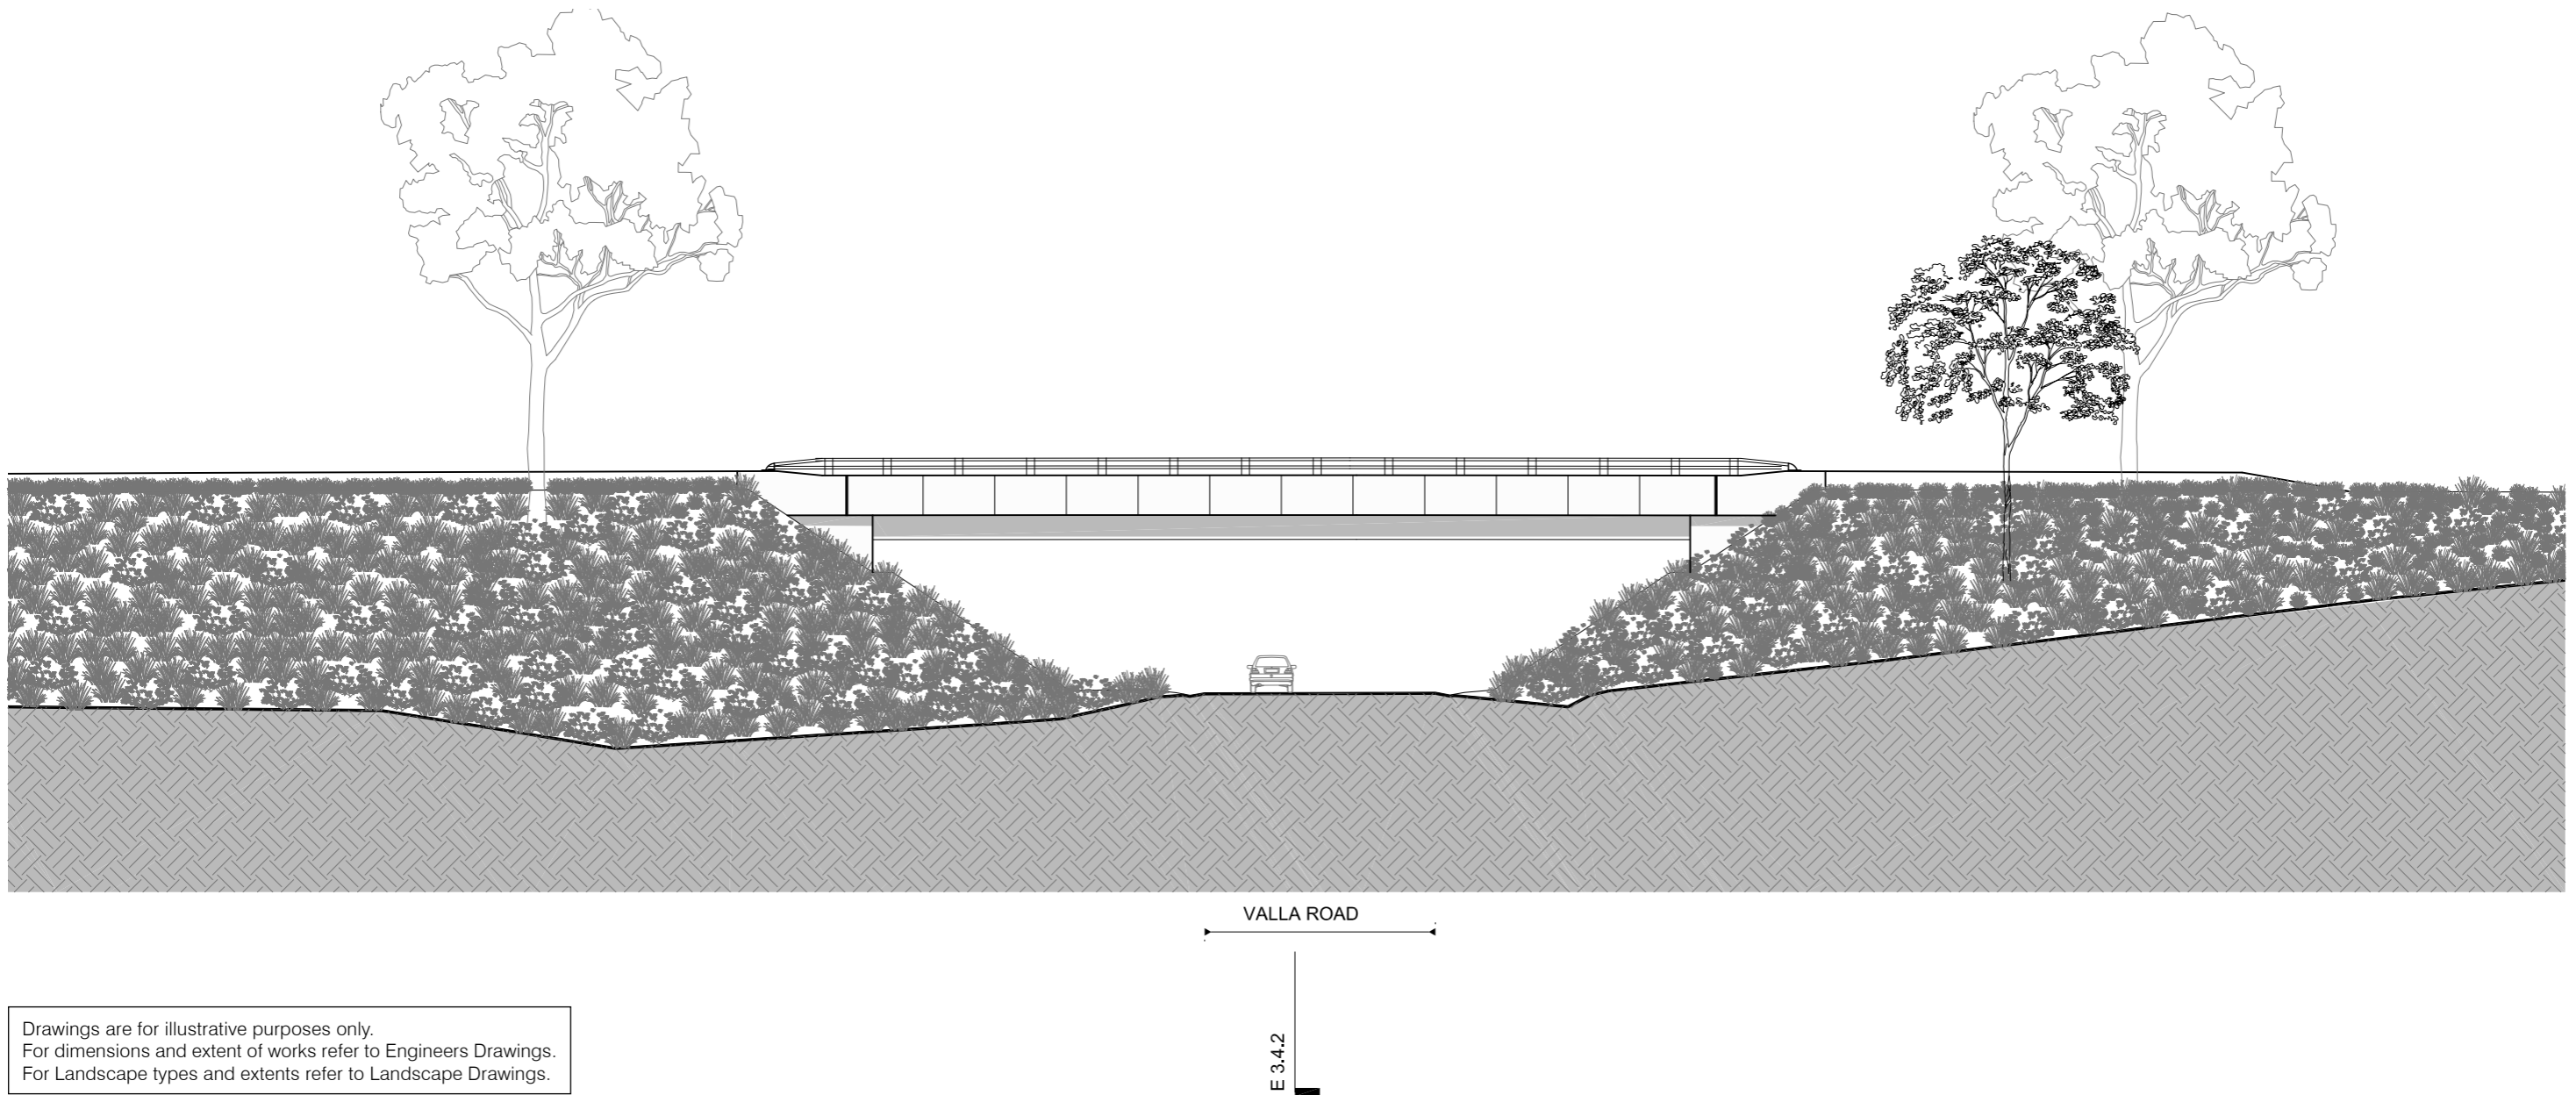 VALLA ROAD
E 3.4.2
Drawings are for illustrative purposes only.
For dimensions and extent of works refer to Engineers Drawings.
For Landscape types and extents refer to Landscape Drawings.